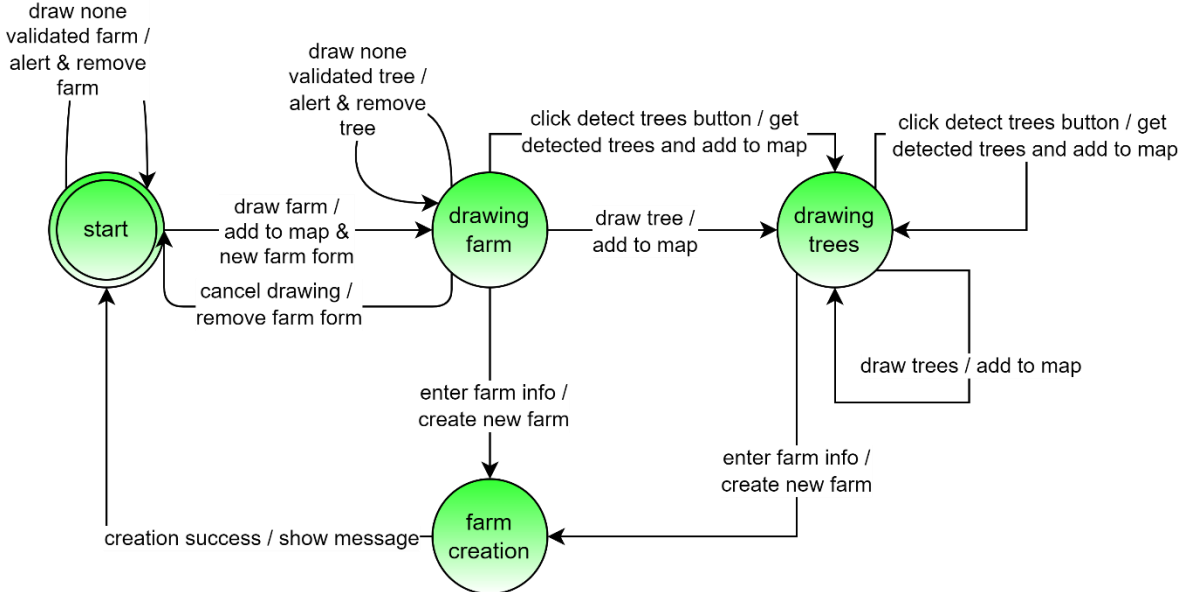 draw none
validated farm /
alert & remove
farm
draw none
validated tree /
alert & remove
tree
click detect trees button / get
detected trees and add to map
click detect trees button / get
detected trees and add to map
start
draw farm /
add to map &
new farm form
drawing
farm
draw tree /
add to map
drawing
trees
cancel drawing /
remove farm form
enter farm info /
create new farm
draw trees / add to map
enter farm info /
create new farm
creation success / show message
farm
creation